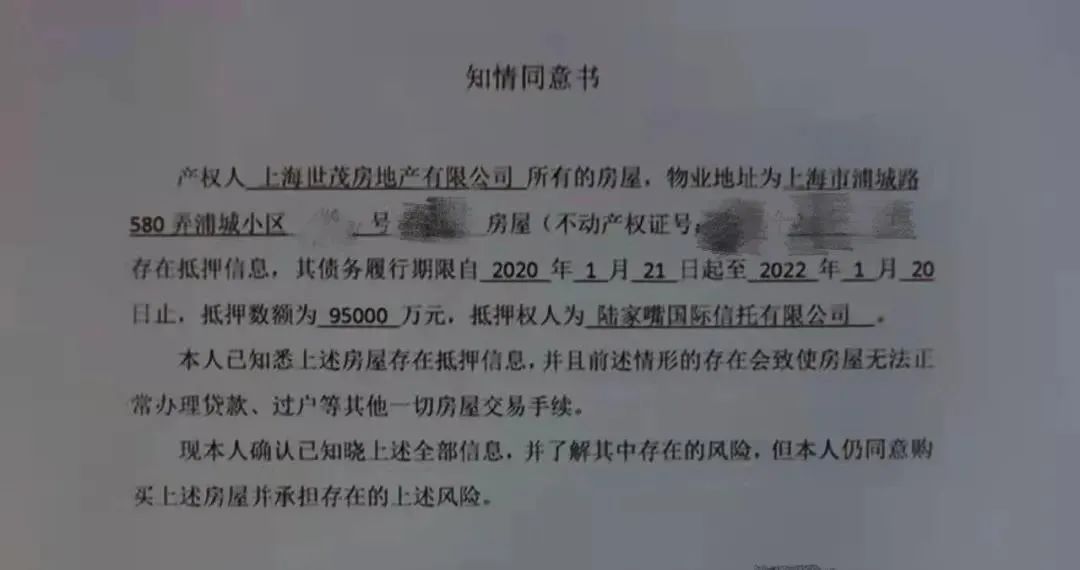 知情同意书
产权人 上海世茂房地产有限公司 所有的房屋，物业地址为上海市浦城路
580 弄浦城小区 号 房屋（不动产权证号：
存在抵押信息，其债务履行期限自 2020 年 1 月 21 日起至 2022 年 1 月 20
日止，抵押数额为 95000 万元，抵押权人为 陆家嘴国际信托有限公司 。
本人已知悉上述房屋存在抵押信息，并且前述情形的存在会致使房屋无法正
常办理贷款、过户等其他一切房屋交易手续。
现本人确认已知晓上述全部信息，并了解其中存在的风险，但本人仍同意购
买上述房屋并承担存在的上述风险。